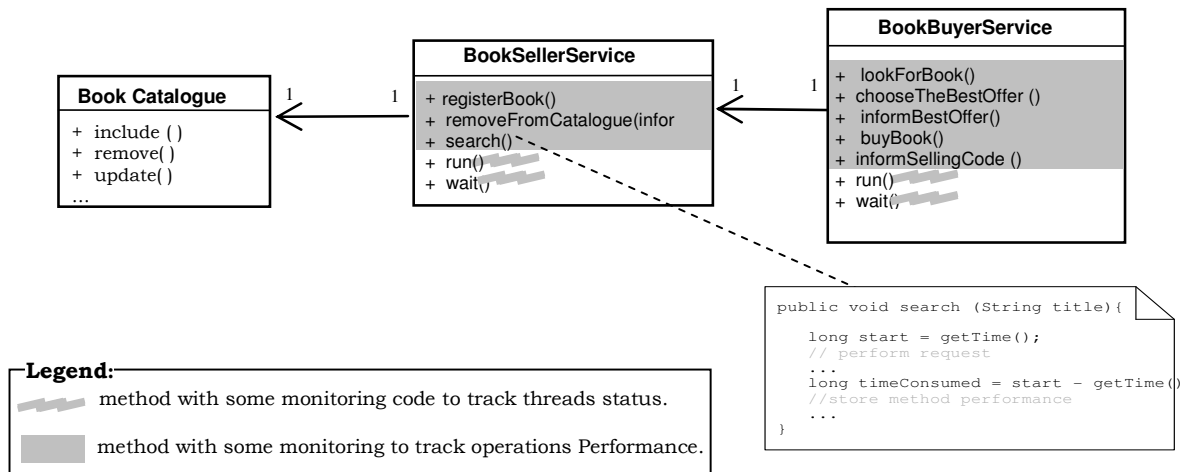 Book Catalogue
+ include ( )
+ remove( )
+ update( )
...
1
1
BookSellerService
+ registerBook()
+ removeFromCatalogue(infor
+ search()
+ run()
+ wait()
1
1
BookBuyerService
+ lookForBook()
+ chooseTheBestOffer ()
+ informBestOffer()
+ buyBook()
+ informSellingCode ()
+ run()
+ wait()
public void search (String title){
long start = getTime();
// perform request
...
long timeConsumed = start - getTime()
//store method performance
...
}
Legend:
method with some monitoring code to track threads status.
method with some monitoring to track operations Performance.